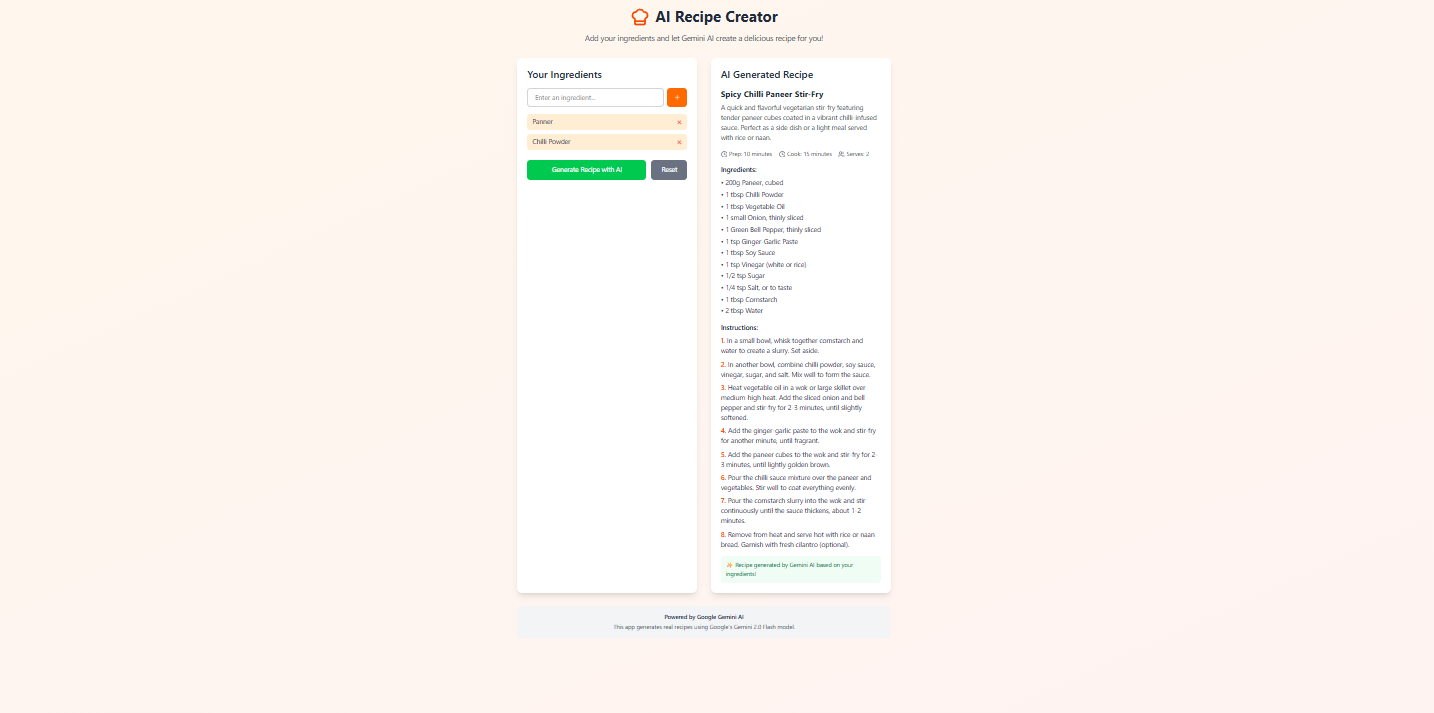 AI Recipe Creator
Add your ingredients and let Gemini AI create a delicious recipe for you!
Your Ingredients
Enter an ingredient...
+
Panner
×
Chilli Powder
×
Generate Recipe with AI
Reset
AI Generated Recipe
Spicy Chilli Paneer Stir-Fry
A quick and flavorful vegetarian stir-fry featuring
tender paneer cubes coated in a vibrant chilli-infused
sauce. Perfect as a side dish or a light meal served
with rice or naan.
Prep: 10 minutes Cook: 15 minutes Serves: 2
Ingredients:
• 200g Paneer, cubed
• 1 tbsp Chilli Powder
• 1 tbsp Vegetable Oil
• 1 small Onion, thinly sliced
• 1 Green Bell Pepper, thinly sliced
• 1 tsp Ginger-Garlic Paste
• 1 tbsp Soy Sauce
• 1 tsp Vinegar (white or rice)
• 1/2 tsp Sugar
• 1/4 tsp Salt, or to taste
• 1 tbsp Cornstarch
• 2 tbsp Water
Instructions:
1. In a small bowl, whisk together cornstarch and
water to create a slurry. Set aside.
2. In another bowl, combine chilli powder, soy sauce,
vinegar, sugar, and salt. Mix well to form the sauce.
3. Heat vegetable oil in a wok or large skillet over
medium-high heat. Add the sliced onion and bell
pepper and stir-fry for 2-3 minutes, until slightly
softened.
4. Add the ginger-garlic paste to the wok and stir-fry
for another minute, until fragrant.
5. Add the paneer cubes to the wok and stir-fry for 2-
3 minutes, until lightly golden brown.
6. Pour the chilli sauce mixture over the paneer and
vegetables. Stir well to coat everything evenly.
7. Pour the cornstarch slurry into the wok and stir
continuously until the sauce thickens, about 1-2
minutes.
8. Remove from heat and serve hot with rice or naan
bread. Garnish with fresh cilantro (optional).
✨ Recipe generated by Gemini AI based on your
ingredients!
Powered by Google Gemini AI
This app generates real recipes using Google's Gemini 2.0 Flash model.